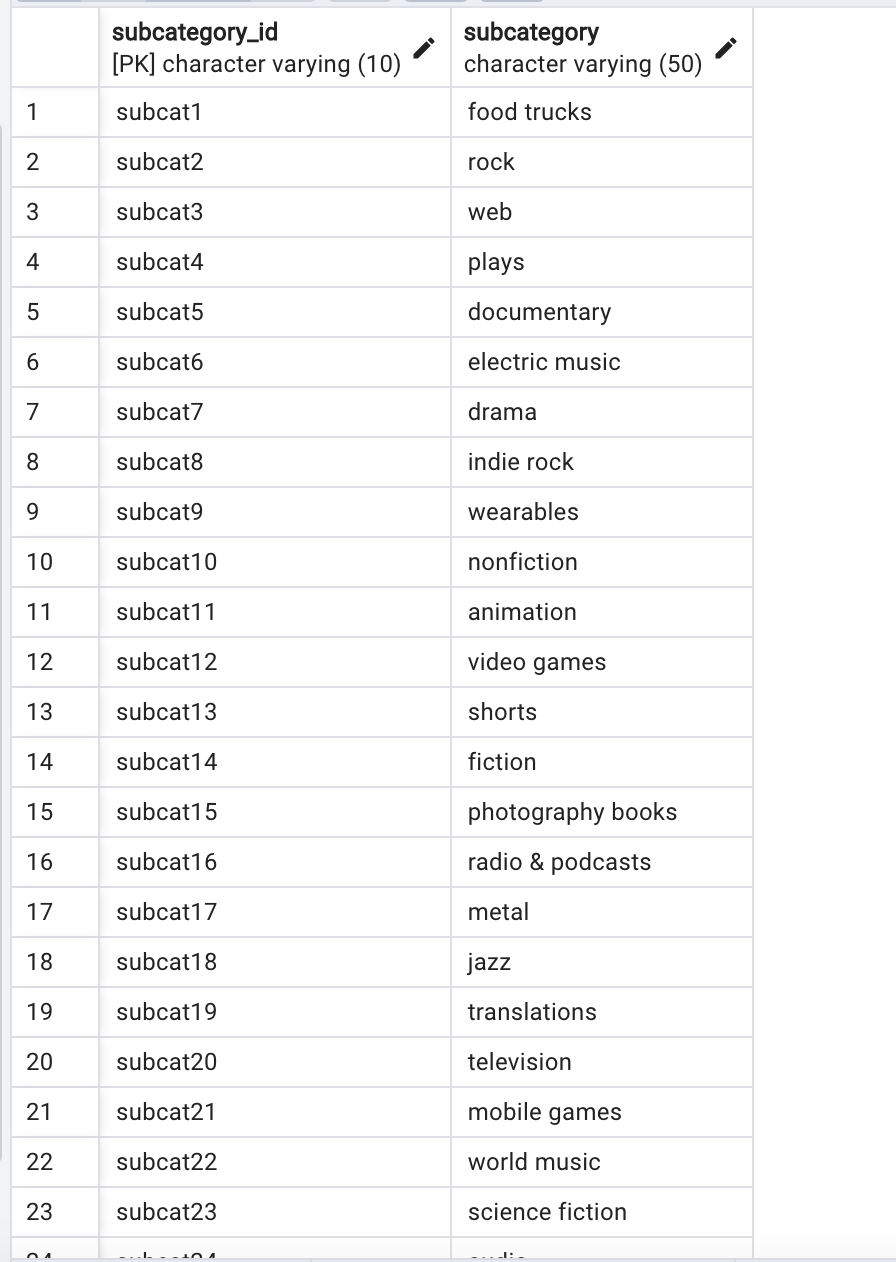 subcategory_id subcategory
[PK] character varying (10) character varying (50)
1 subcat1 food trucks
2 subcat2 rock
3 subcat3 web
4 subcat4 plays
5 subcat5 documentary
6 subcat6 electric music
7 subcat7 drama
8 subcat8 indie rock
9 subcat9 wearables
10 subcat10 nonfiction
11 subcat11 animation
12 subcat12 video games
13 subcat13 shorts
14 subcat14 fiction
15 subcat15 photography books
16 subcat16 radio & podcasts
17 subcat17 metal
18 subcat18 jazz
19 subcat19 translations
20 subcat20 television
21 subcat21 mobile games
22 subcat22 world music
23 subcat23 science fiction
24 subcat24 audio